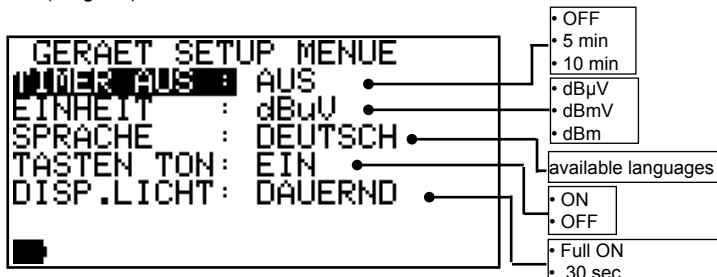 GERAET SETUP MENUE
TIMER AUS : AUS
EINHEIT : dBµV
SPRACHE : DEUTSCH
TASTEN TON: EIN
DISP.LICHT: DAUERND
• OFF
• 5 min
• 10 min
• dBµV
• dBmV
• dBm
available languages
• ON
• OFF
• Full ON
• 30 sec